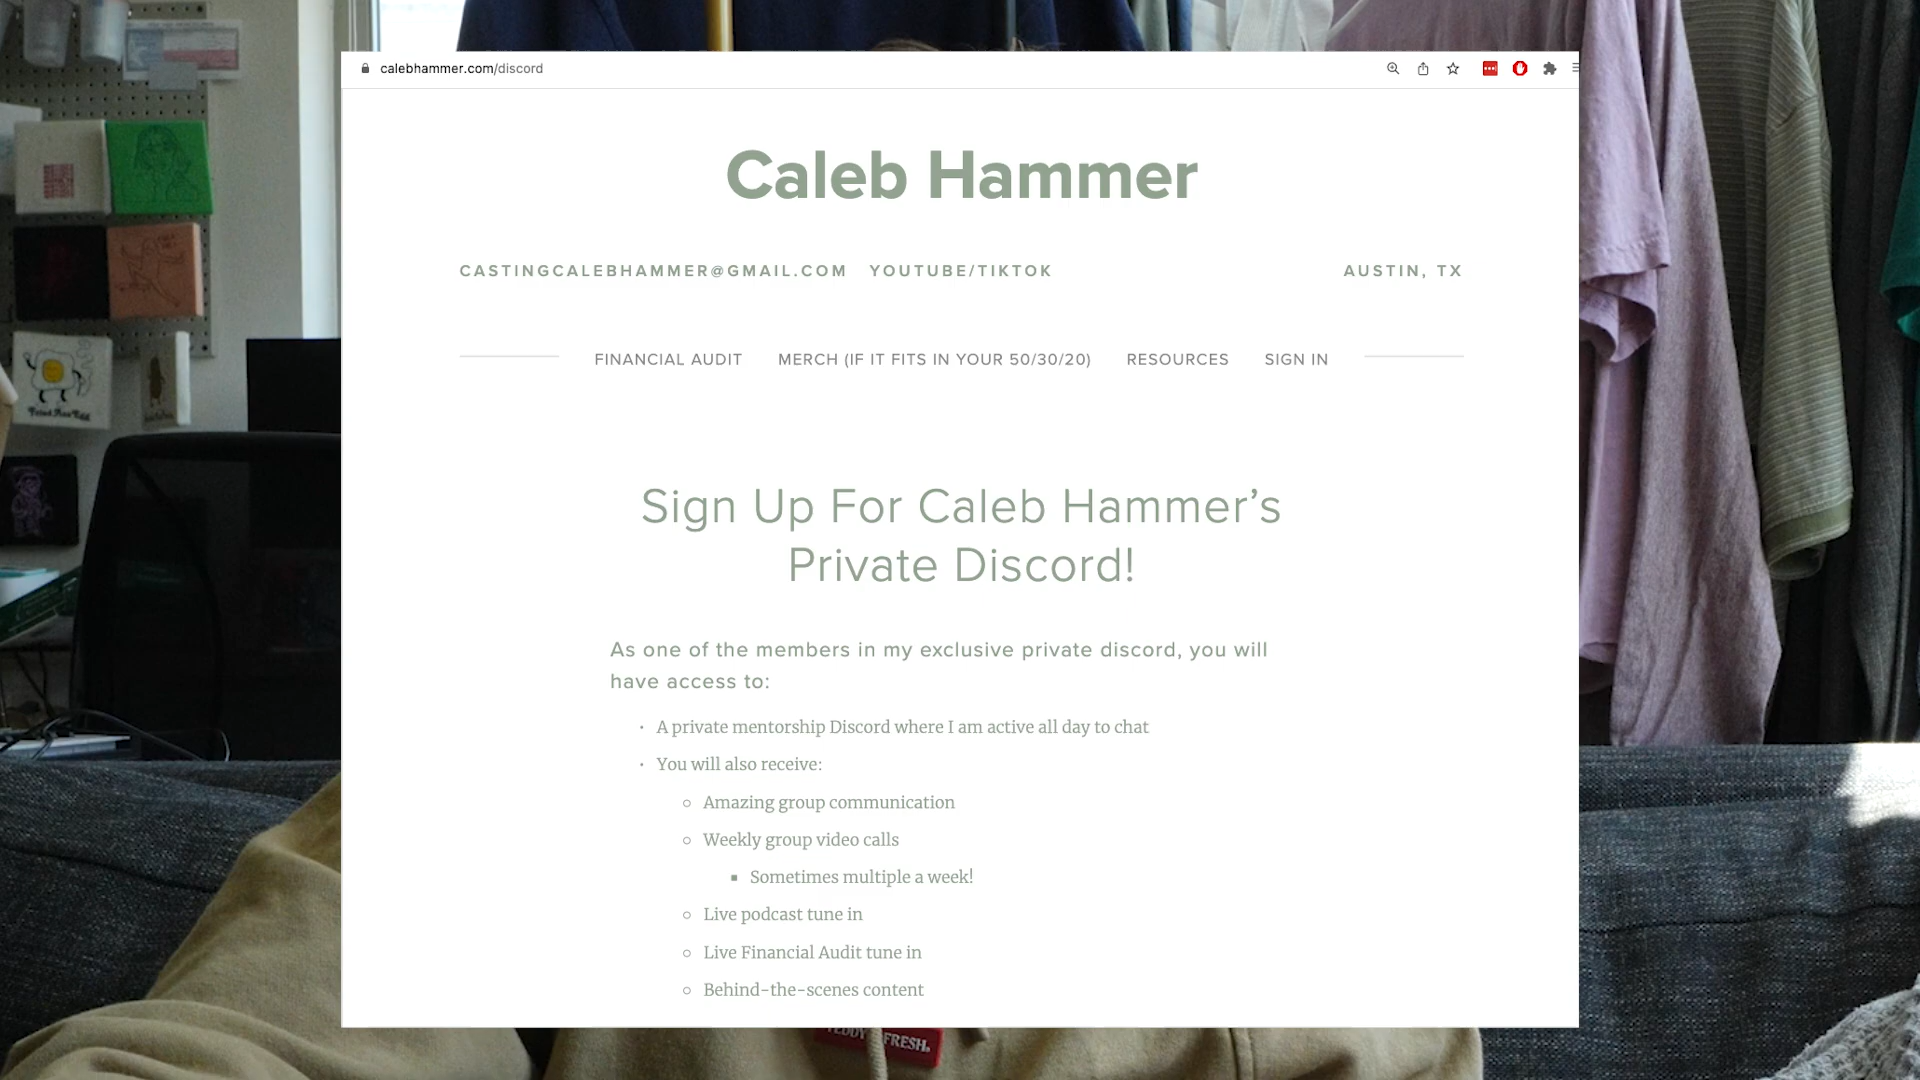 calebhammer.com/discord
Caleb Hammer
CASTINGCALEBHAMMER@GMAIL.COM YOUTUBE/TIKTOK AUSTIN, TX
FINANCIAL AUDIT MERCH (IF IT FITS IN YOUR 50/30/20) RESOURCES SIGN IN
Sign Up For Caleb Hammer’s
Private Discord!
As one of the members in my exclusive private discord, you will
have access to:
• A private mentorship Discord where I am active all day to chat
• You will also receive:
○ Amazing group communication
○ Weekly group video calls
▪ Sometimes multiple a week!
○ Live podcast tune in
○ Live Financial Audit tune in
○ Behind-the-scenes content
TEDDY FRESH.